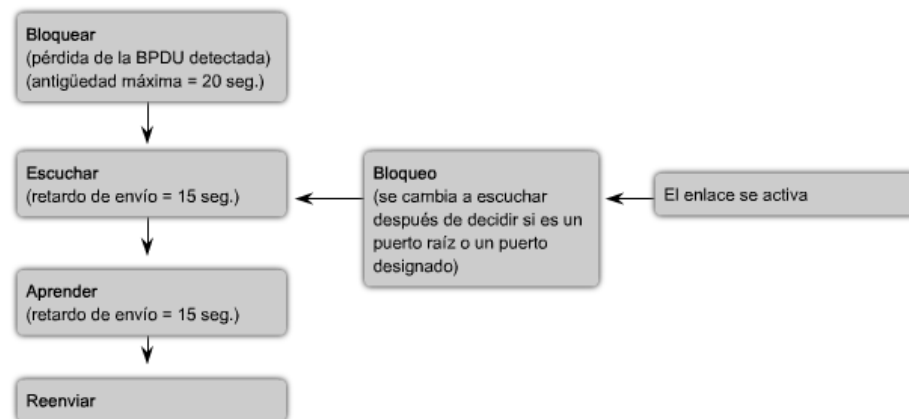 Bloquear
(pérdida de la BPDU detectada)
(antigüedad máxima = 20 seg.)
Escuchar
(retardo de envío = 15 seg.)
Bloqueo
(se cambia a escuchar
después de decidir si es un
puerto raíz o un puerto
designado)
El enlace se activa
Aprender
(retardo de envío = 15 seg.)
Reenviar